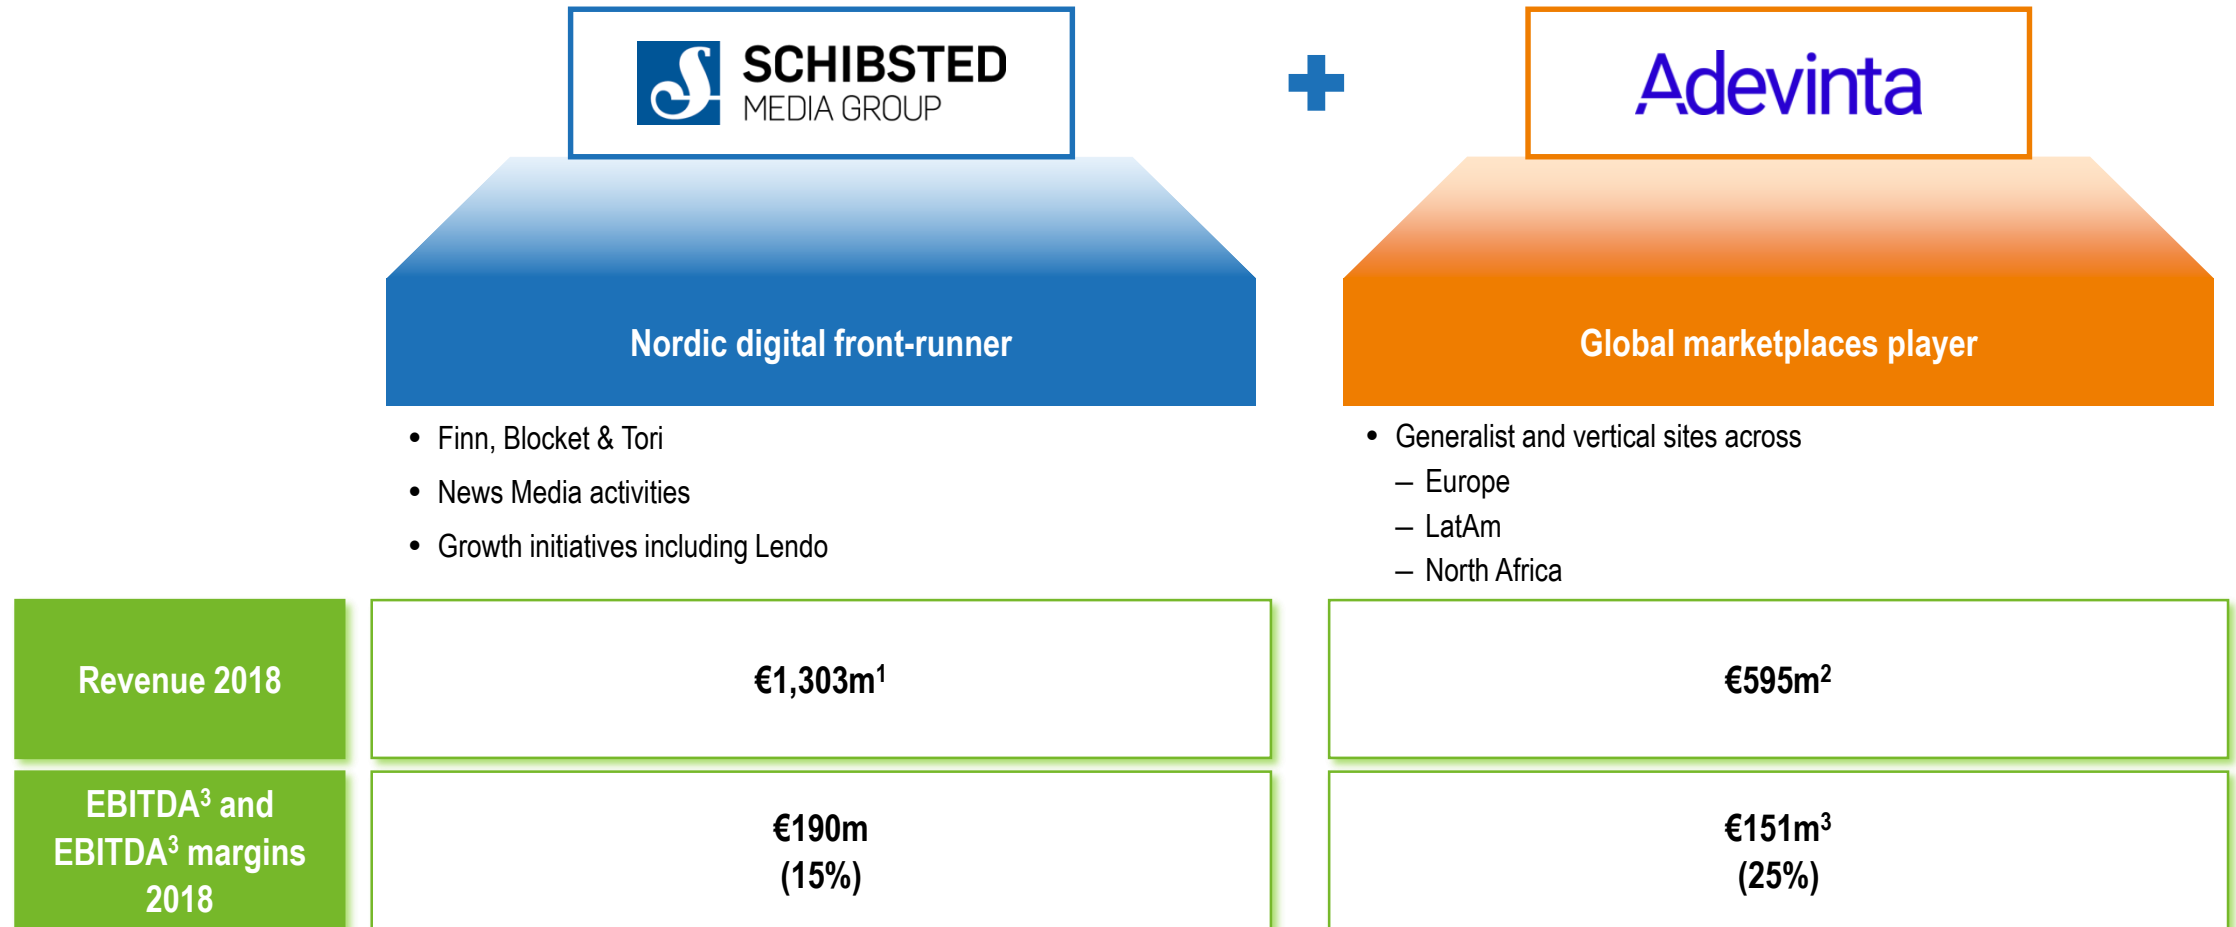 SCHIBSTED
MEDIA GROUP
Adevinta
Nordic digital front-runner
Global marketplaces player
• Finn, Blocket & Tori
• News Media activities
• Growth initiatives including Lendo
• Generalist and vertical sites across
– Europe
– LatAm
– North Africa
Revenue 2018
€1,303m¹
€595m²
EBITDA³ and
EBITDA³ margins
2018
€190m
(15%)
€151m³
(25%)